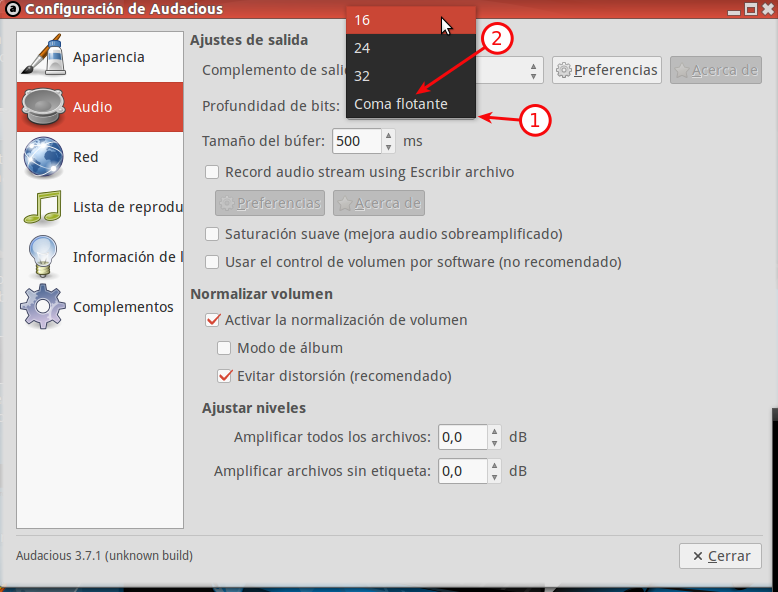 Configuración de Audacious
16
24
32
Coma flotante
2
1
Apariencia
Audio
Red
Lista de reprodu
Información de l
Complementos
Ajustes de salida
Complemento de sali
Preferencias
Acerca de
Profundidad de bits:
Tamaño del búfer: 500 ms
Record audio stream using Escribir archivo
Preferencias
Acerca de
Saturación suave (mejora audio sobreamplificado)
Usar el control de volumen por software (no recomendado)
Normalizar volumen
Activar la normalización de volumen
Modo de álbum
Evitar distorsión (recomendado)
Ajustar niveles
Amplificar todos los archivos: 0,0 dB
Amplificar archivos sin etiqueta: 0,0 dB
Audacious 3.7.1 (unknown build)
Cerrar